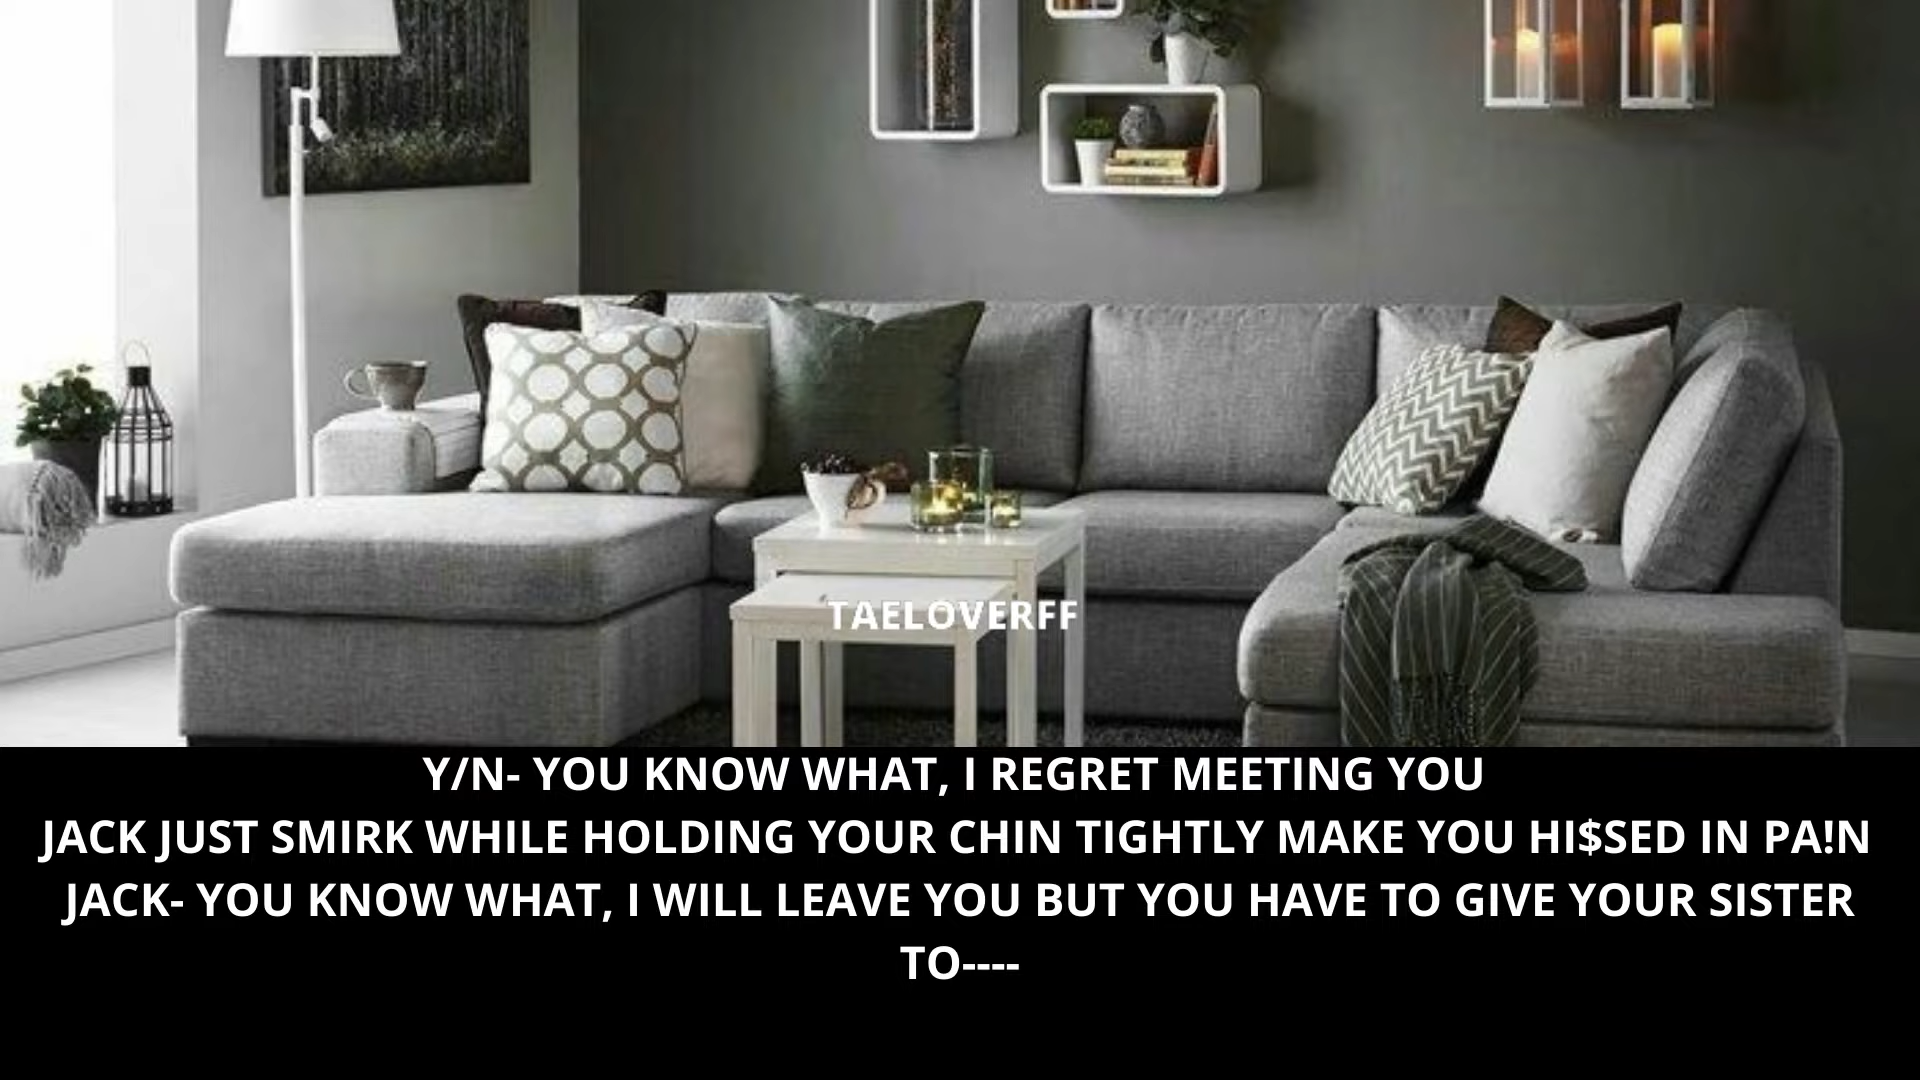 TAELOVERFF
Y/N- YOU KNOW WHAT, I REGRET MEETING YOU
JACK JUST SMIRK WHILE HOLDING YOUR CHIN TIGHTLY MAKE YOU HI$SED IN PA!N
JACK- YOU KNOW WHAT, I WILL LEAVE YOU BUT YOU HAVE TO GIVE YOUR SISTER
TO----